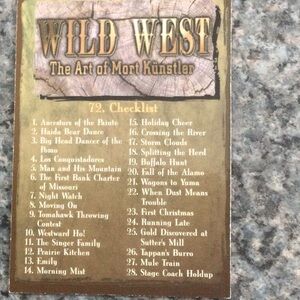 WILD WEST
The Art of Mort Künstler
72. Checklist
1. Ancestors of the Paiute
2. Haida Bear Dance
3. Big Head Dancer of the
Pomo
4. Los Conquistadores
5. Man and His Mountain
6. The First Bank Charter
of Missouri
7. Night Watch
8. Moving On
9. Tomahawk Throwing
Contest
10. Westward Ho!
11. The Singer Family
12. Prairie Kitchen
13. Emily
14. Morning Mist
15. Holiday Cheer
16. Crossing the River
17. Storm Clouds
18. Splitting the Herd
19. Buffalo Hunt
20. Fall of the Alamo
21. Wagons to Yuma
22. When Dust Means
Trouble
23. First Christmas
24. Running Late
25. Gold Discovered at
Sutter's Mill
26. Tappan's Burro
27. Mule Train
28. Stage Coach Holdup